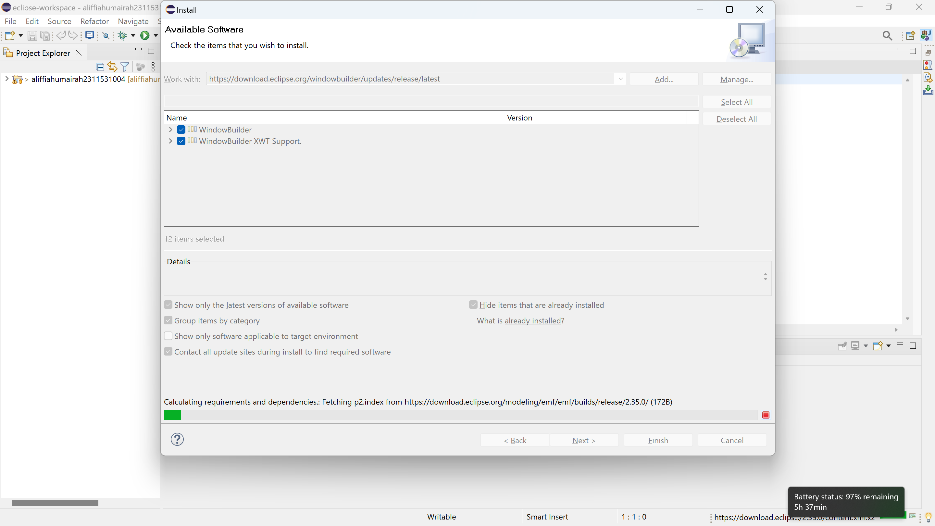 eclipse-workspace - aliffiahumairah231153
Install
File Edit Source Refactor Navigate
Available Software
Check the items that you wish to install.
Project Explorer
Work with: https://download.eclipse.org/windowbuilder/updates/release/latest
Add...
Manage...
aliffiahumairah2311531004 [aliffiahum
Select All
Name Version
Deselect All
WindowBuilder
WindowBuilder XWT Support.
12 items selected
Details
Show only the latest versions of available software
Hide items that are already installed
Group items by category
What is already installed?
Show only software applicable to target environment
Contact all update sites during install to find required software
Calculating requirements and dependencies.: Fetching p2.index from https://download.eclipse.org/modeling/emf/emf/builds/release/2.35.0/ (172B)
< Back
Next >
Finish
Cancel
Battery status: 97% remaining
5h 37min
Writable
Smart Insert
1 : 1 : 0